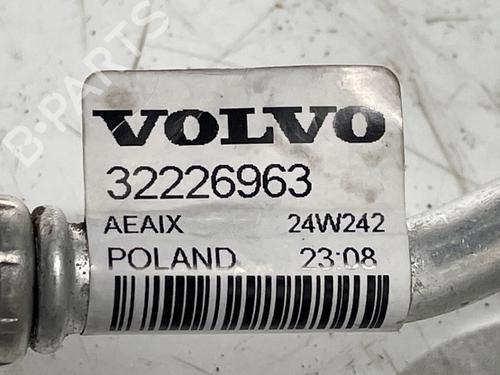 B-PARTS
VOLVO
32226963
AEAIX 24W242
POLAND 23:08